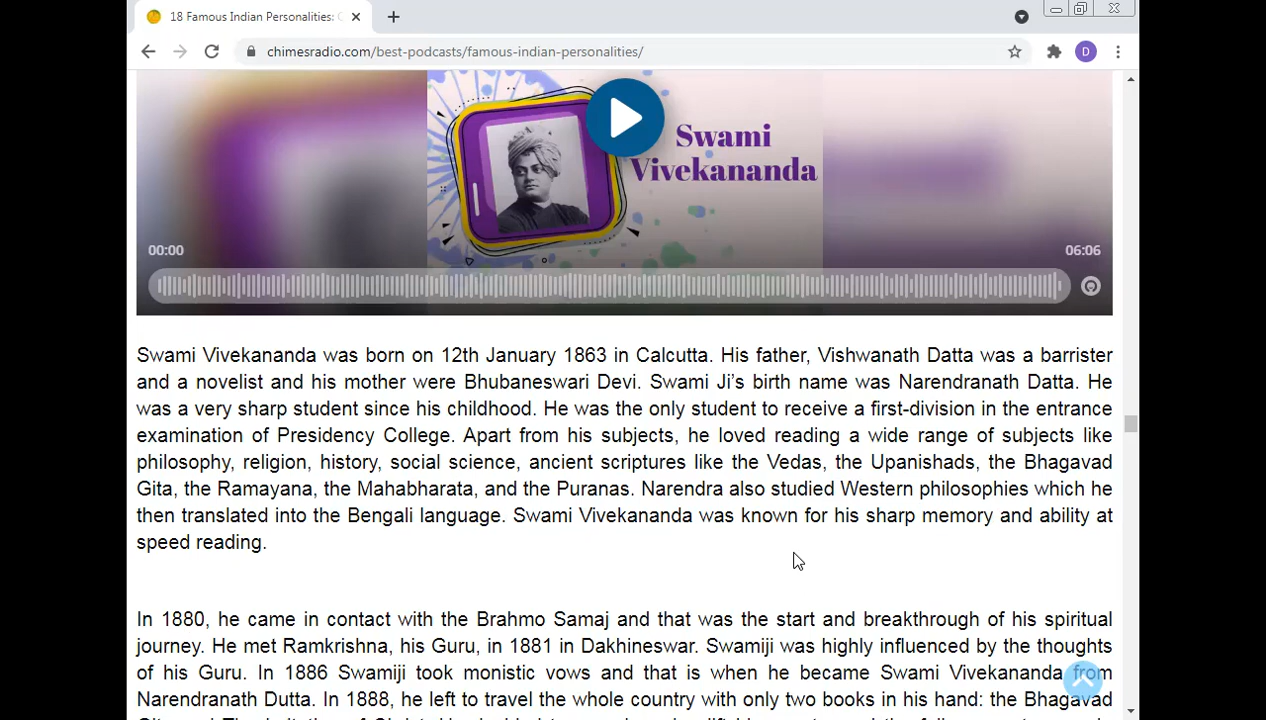 18 Famous Indian Personalities:
chimesradio.com/best-podcasts/famous-indian-personalities/
D
Swami
Vivekananda
00:00
06:06
Swami Vivekananda was born on 12th January 1863 in Calcutta. His father, Vishwanath Datta was a barrister
and a novelist and his mother were Bhubaneswari Devi. Swami Ji’s birth name was Narendranath Datta. He
was a very sharp student since his childhood. He was the only student to receive a first-division in the entrance
examination of Presidency College. Apart from his subjects, he loved reading a wide range of subjects like
philosophy, religion, history, social science, ancient scriptures like the Vedas, the Upanishads, the Bhagavad
Gita, the Ramayana, the Mahabharata, and the Puranas. Narendra also studied Western philosophies which he
then translated into the Bengali language. Swami Vivekananda was known for his sharp memory and ability at
speed reading.
In 1880, he came in contact with the Brahmo Samaj and that was the start and breakthrough of his spiritual
journey. He met Ramkrishna, his Guru, in 1881 in Dakhineswar. Swamiji was highly influenced by the thoughts
of his Guru. In 1886 Swamiji took monistic vows and that is when he became Swami Vivekananda from
Narendranath Dutta. In 1888, he left to travel the whole country with only two books in his hand: the Bhagavad